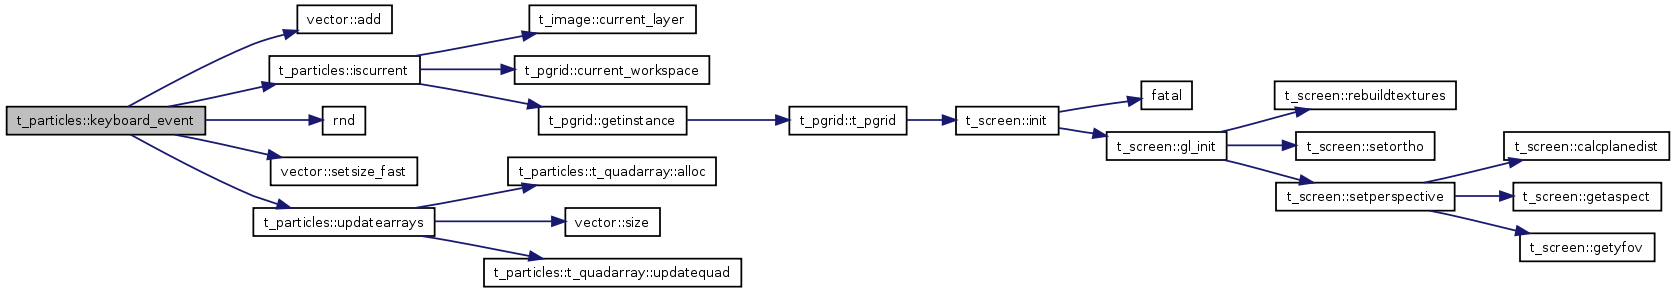 t_particles::keyboard_event
vector::add
t_particles::iscurrent
rnd
vector::setsize_fast
t_particles::updatearrays
t_image::current_layer
t_pgrid::current_workspace
t_pgrid::getinstance
t_particles::t_quadarray::alloc
vector::size
t_particles::t_quadarray::updatequad
t_pgrid::t_pgrid
t_screen::init
fatal
t_screen::gl_init
t_screen::rebuildtextures
t_screen::setortho
t_screen::setperspective
t_screen::calcplanedist
t_screen::getaspect
t_screen::getyfov